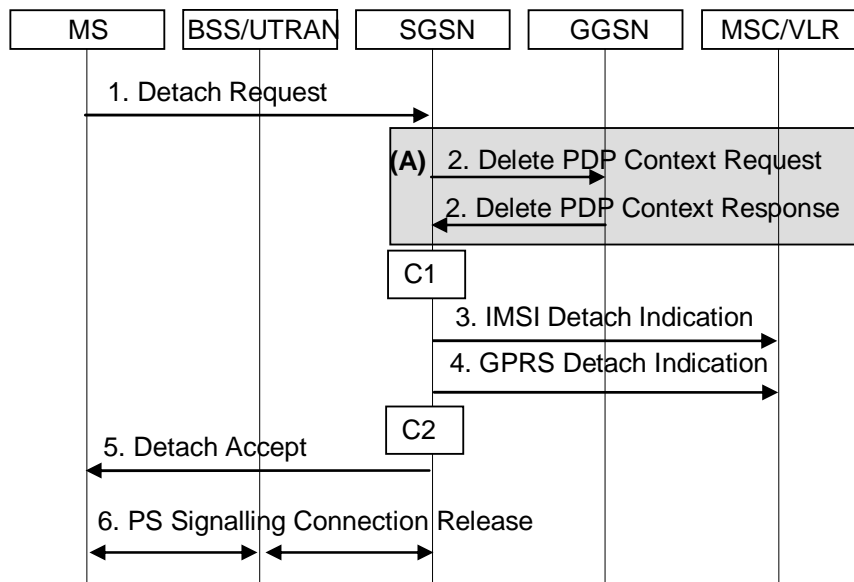 MS BSS/UTRAN SGSN GGSN MSC/VLR
1. Detach Request
(A) 2. Delete PDP Context Request
2. Delete PDP Context Response
C1
3. IMSI Detach Indication
4. GPRS Detach Indication
C2
5. Detach Accept
6. PS Signalling Connection Release